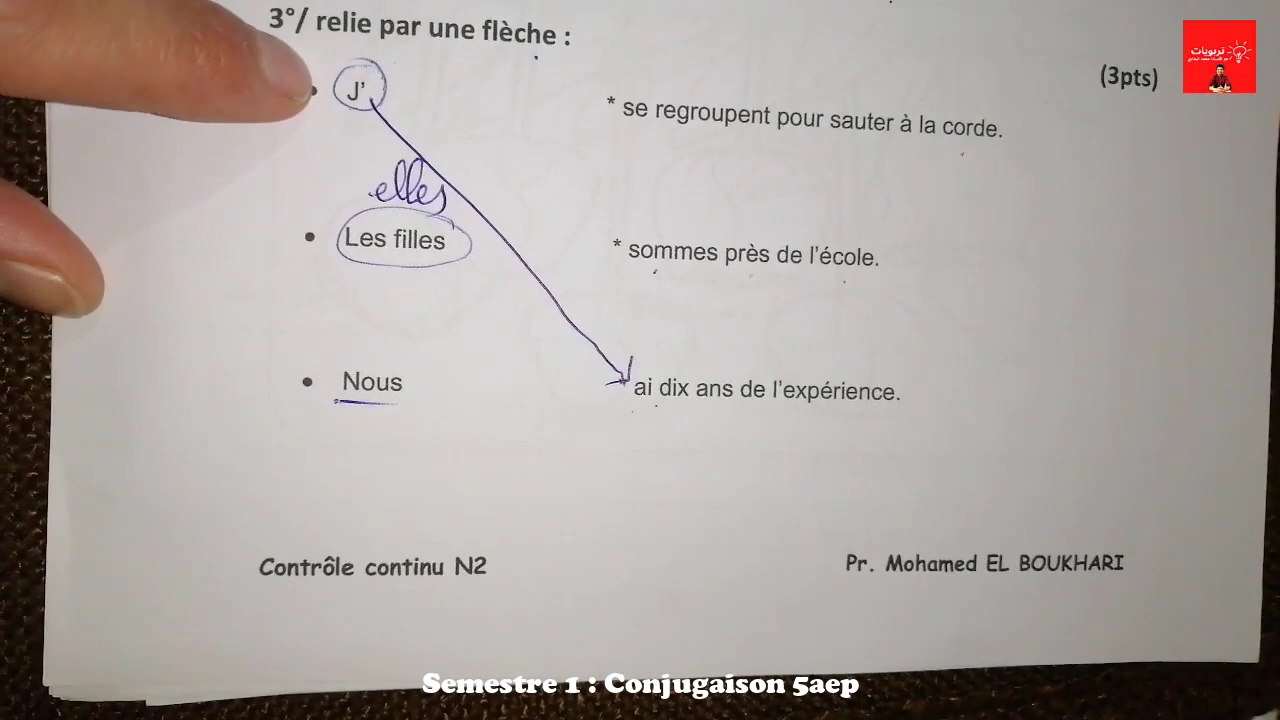 3°/ relie par une flèche :
(3pts)
تربويات
J'
* se regroupent pour sauter à la corde.
elles
Les filles
* sommes près de l'école.
Nous
ai dix ans de l'expérience.
Contrôle continu N2
Pr. Mohamed EL BOUKHARI
Semestre 1 : Conjugaison 5aep